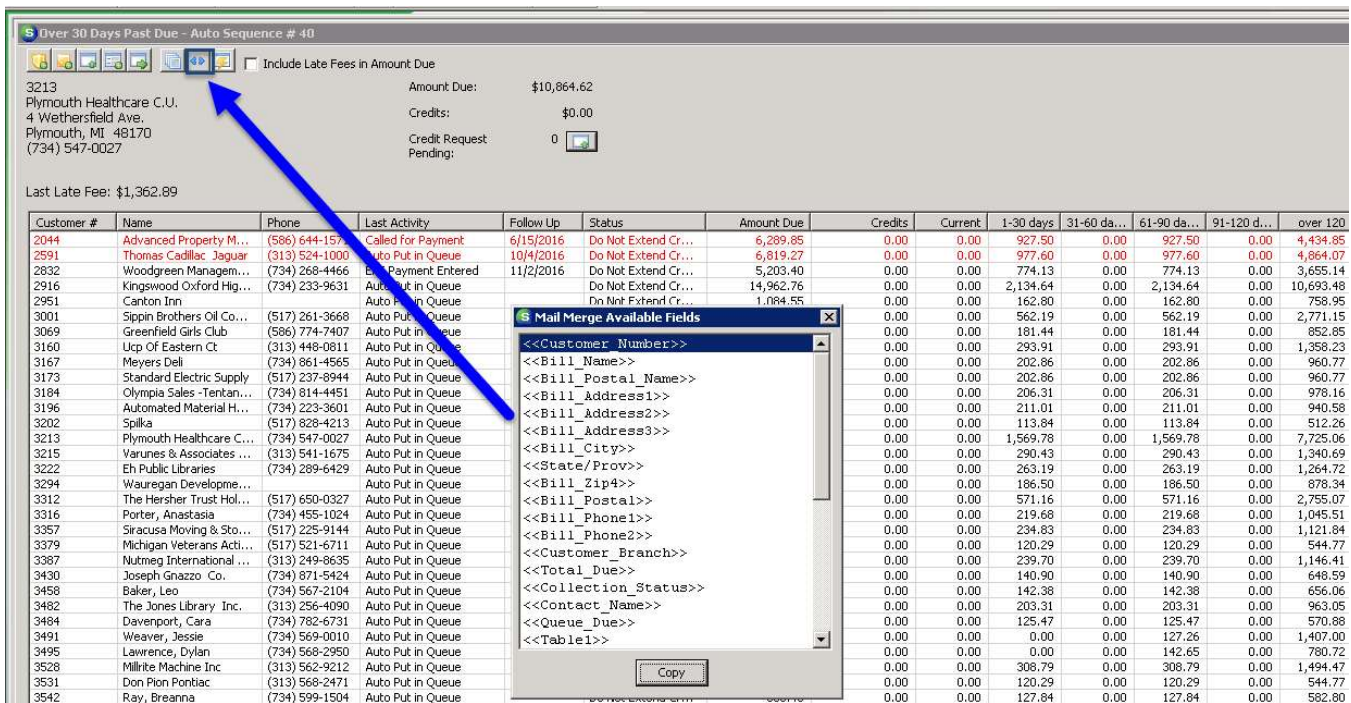 Over 30 Days Past Due - Auto Sequence # 40
Include Late Fees in Amount Due
3213
Plymouth Healthcare C.U.
4 Wethersfield Ave.
Plymouth, MI 48170
(734) 547-0027
Amount Due: $10,864.62
Credits: $0.00
Credit Request Pending: 0
Last Late Fee: $1,362.89
Customer # Name Phone Last Activity Follow Up Status Amount Due Credits Current 1-30 days 31-60 da... 61-90 da... 91-120 d... over 120
2044 Advanced Property M... (586) 644-157 Called for Payment 6/15/2016 Do Not Extend Cr... 6,289.85 0.00 0.00 927.50 0.00 927.50 0.00 4,434.85
2591 Thomas Cadillac Jaguar (313) 524-1000 Auto Put in Queue 10/4/2016 Do Not Extend Cr... 6,819.27 0.00 0.00 977.60 0.00 977.60 0.00 4,864.07
2832 Woodgreen Managem... (734) 268-4466 Payment Entered 11/2/2016 Do Not Extend Cr... 5,203.40 0.00 0.00 774.13 0.00 774.13 0.00 3,655.14
2916 Kingswood Oxford Hig... (734) 233-9631 Auto Put in Queue Do Not Extend Cr... 14,962.76 0.00 0.00 2,134.64 0.00 2,134.64 0.00 10,693.48
2951 Canton Inn Auto Put in Queue Do Not Extend Cr... 1,084.55 0.00 0.00 162.80 0.00 162.80 0.00 758.95
3001 Sippin Brothers Oil Co... (517) 261-3668 Auto Put in Queue 0.00 0.00 562.19 0.00 562.19 0.00 2,771.15
3069 Greenfield Girls Club (586) 774-7407 Auto Put in Queue 0.00 0.00 181.44 0.00 181.44 0.00 852.85
3160 Ucp Of Eastern Ct (313) 448-0811 Auto Put in Queue 0.00 0.00 293.91 0.00 293.91 0.00 1,358.23
3167 Meyers Deli (734) 861-4565 Auto Put in Queue 0.00 0.00 202.86 0.00 202.86 0.00 960.77
3173 Standard Electric Supply (517) 237-8944 Auto Put in Queue 0.00 0.00 202.86 0.00 202.86 0.00 960.77
3184 Olympia Sales -Tentan... (734) 814-4451 Auto Put in Queue 0.00 0.00 206.31 0.00 206.31 0.00 978.16
3196 Automated Material H... (734) 223-3601 Auto Put in Queue 0.00 0.00 211.01 0.00 211.01 0.00 940.58
3202 Spilka (517) 828-4213 Auto Put in Queue 0.00 0.00 113.84 0.00 113.84 0.00 512.26
3213 Plymouth Healthcare C... (734) 547-0027 Auto Put in Queue 0.00 0.00 1,569.78 0.00 1,569.78 0.00 7,725.06
3215 Varunes & Associates ... (313) 541-1675 Auto Put in Queue 0.00 0.00 290.43 0.00 290.43 0.00 1,340.69
3222 Eh Public Libraries (734) 289-6429 Auto Put in Queue 0.00 0.00 263.19 0.00 263.19 0.00 1,264.72
3294 Wauregan Developme... Auto Put in Queue 0.00 0.00 186.50 0.00 186.50 0.00 878.34
3312 The Hersher Trust Hol... (517) 650-0327 Auto Put in Queue 0.00 0.00 571.16 0.00 571.16 0.00 2,755.07
3316 Porter, Anastasia (734) 455-1024 Auto Put in Queue 0.00 0.00 219.68 0.00 219.68 0.00 1,045.51
3357 Siracusa Moving & Sto... (517) 225-9144 Auto Put in Queue 0.00 0.00 234.83 0.00 234.83 0.00 1,121.84
3379 Michigan Veterans Acti... (517) 521-6711 Auto Put in Queue 0.00 0.00 120.29 0.00 120.29 0.00 544.77
3387 Nutmeg International ... (313) 249-8635 Auto Put in Queue 0.00 0.00 239.70 0.00 239.70 0.00 1,146.41
3430 Joseph Gnazzo Co. (734) 871-5424 Auto Put in Queue 0.00 0.00 140.90 0.00 140.90 0.00 648.59
3458 Baker, Leo (734) 567-2104 Auto Put in Queue 0.00 0.00 142.38 0.00 142.38 0.00 656.06
3482 The Jones Library Inc. (313) 256-4090 Auto Put in Queue 0.00 0.00 203.31 0.00 203.31 0.00 963.05
3484 Davenport, Cara (734) 782-6731 Auto Put in Queue 0.00 0.00 125.47 0.00 125.47 0.00 570.88
3491 Weaver, Jessie (734) 569-0010 Auto Put in Queue 0.00 0.00 0.00 0.00 127.26 0.00 1,407.00
3495 Lawrence, Dylan (734) 568-2950 Auto Put in Queue 0.00 0.00 0.00 0.00 142.65 0.00 780.72
3528 Millrite Machine Inc (313) 562-9212 Auto Put in Queue 0.00 0.00 308.79 0.00 308.79 0.00 1,494.47
3531 Don Pion Pontiac (313) 568-2471 Auto Put in Queue 0.00 0.00 120.29 0.00 120.29 0.00 544.77
3542 Ray, Breanna (734) 599-1504 Auto Put in Queue 0.00 0.00 127.84 0.00 127.84 0.00 582.80
Mail Merge Available Fields
<<Customer_Number>>
<<Bill_Name>>
<<Bill_Postal_Name>>
<<Bill_Address1>>
<<Bill_Address2>>
<<Bill_Address3>>
<<Bill_City>>
<<State/Prov>>
<<Bill_Zip4>>
<<Bill_Postal>>
<<Bill_Phone1>>
<<Bill_Phone2>>
<<Customer_Branch>>
<<Total_Due>>
<<Collection_Status>>
<<Contact_Name>>
<<Queue_Due>>
<<Table1>>
Copy